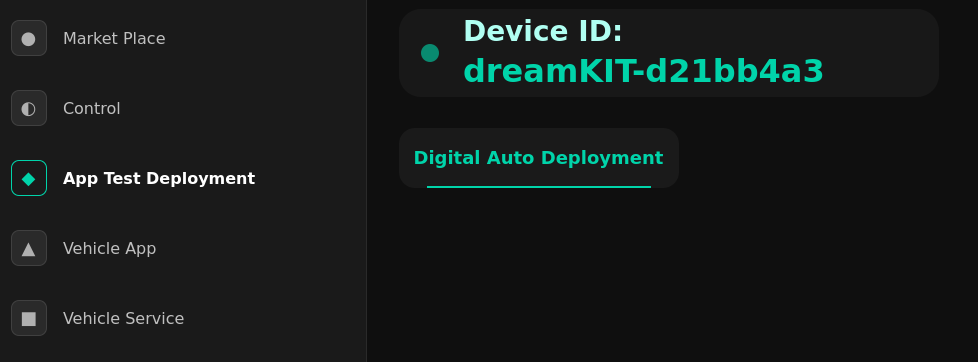 Market Place
Control
App Test Deployment
Vehicle App
Vehicle Service
Device ID:
dreamKIT-d21bb4a3
Digital Auto Deployment